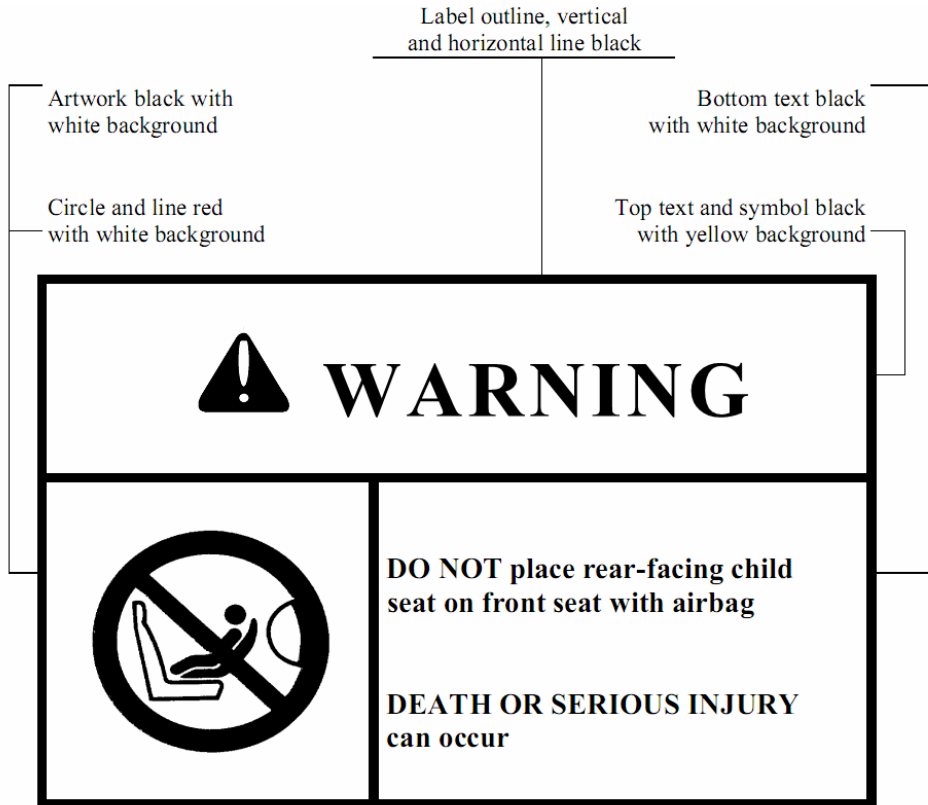 Label outline, vertical
and horizontal line black
Artwork black with
white background
Bottom text black
with white background
Circle and line red
with white background
Top text and symbol black
with yellow background
WARNING
DO NOT place rear-facing child
seat on front seat with airbag
DEATH OR SERIOUS INJURY
can occur